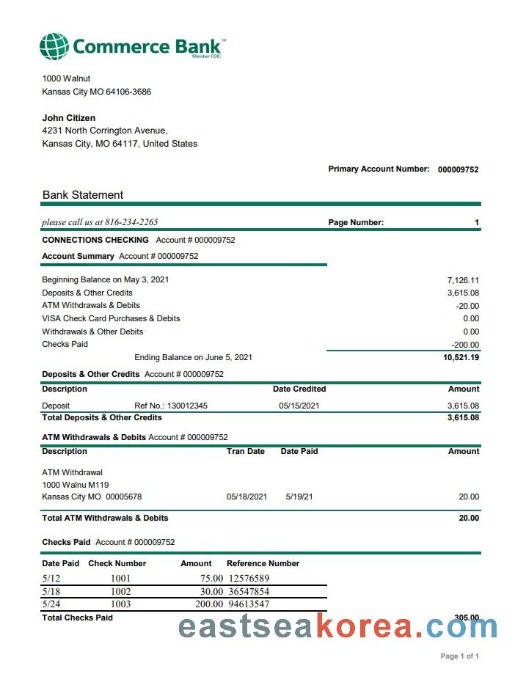 Commerce Bank
Member FDIC
1000 Walnut
Kansas City MO 64106-3686
John Citizen
4231 North Corrington Avenue,
Kansas City, MO 64117, United States
Primary Account Number: 000009752
Bank Statement
please call us at 816-234-2265 Page Number: 1
CONNECTIONS CHECKING Account # 000009752
Account Summary Account # 000009752
Beginning Balance on May 3, 2021 7,126.11
Deposits & Other Credits 3,615.08
ATM Withdrawals & Debits -20.00
VISA Check Card Purchases & Debits 0.00
Withdrawals & Other Debits 0.00
Checks Paid -200.00
Ending Balance on June 5, 2021 10,521.19
Deposits & Other Credits Account # 000009752
Description Date Credited Amount
Deposit Ref No.: 130012345 05/15/2021 3,615.08
Total Deposits & Other Credits 3,615.08
ATM Withdrawals & Debits Account # 000009752
Description Tran Date Date Paid Amount
ATM Withdrawal
1000 Walnu M119
Kansas City MO 00005678 05/18/2021 5/19/21 20.00
Total ATM Withdrawals & Debits 20.00
Checks Paid Account # 000009752
Date Paid Check Number Amount Reference Number
5/12 1001 75.00 12576589
5/18 1002 30.00 36547854
5/24 1003 200.00 94613547
Total Checks Paid 305.00
eastseakorea.com
Page 1 of 1